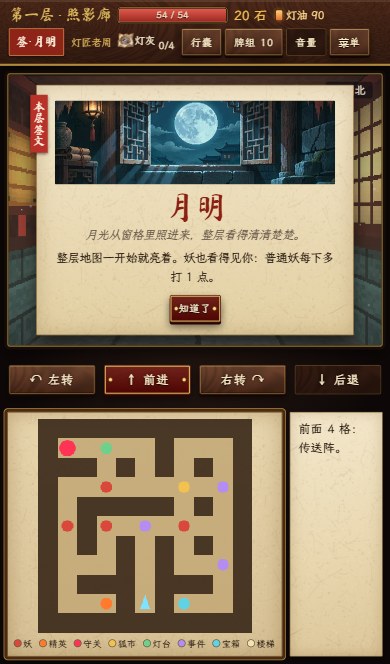 第一层·照影廊 54 / 54 20 石 灯油 90
签·月明 灯匠老周 灯灰 0/4 行囊 牌组 10 音量 菜单
北
本层签文
月明
月光从窗格里照进来，整层看得清清楚楚。
整层地图一开始就亮着。妖也看得见你：普通妖每下多
打 1 点。
知道了
↶ 左转 ↑ 前进 右转 ↷ ↓ 后退
前面 4 格：
传送阵。
妖 精英 守关 狐市 灯台 事件 宝箱 楼梯